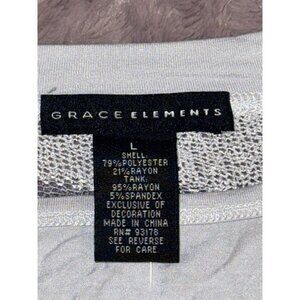 GRACE ELEMENTS
L
SHELL:
79% POLYESTER
21% RAYON
TANK:
95% RAYON
5% SPANDEX
EXCLUSIVE OF
DECORATION
MADE IN CHINA
RN# 93178
SEE REVERSE
FOR CARE